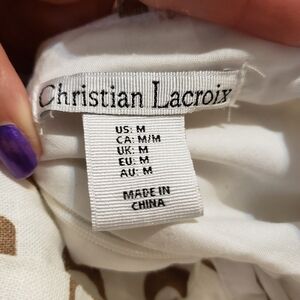 Christian Lacroix
US: M
CA: M/M
UK: M
EU: M
AU: M
MADE IN
CHINA